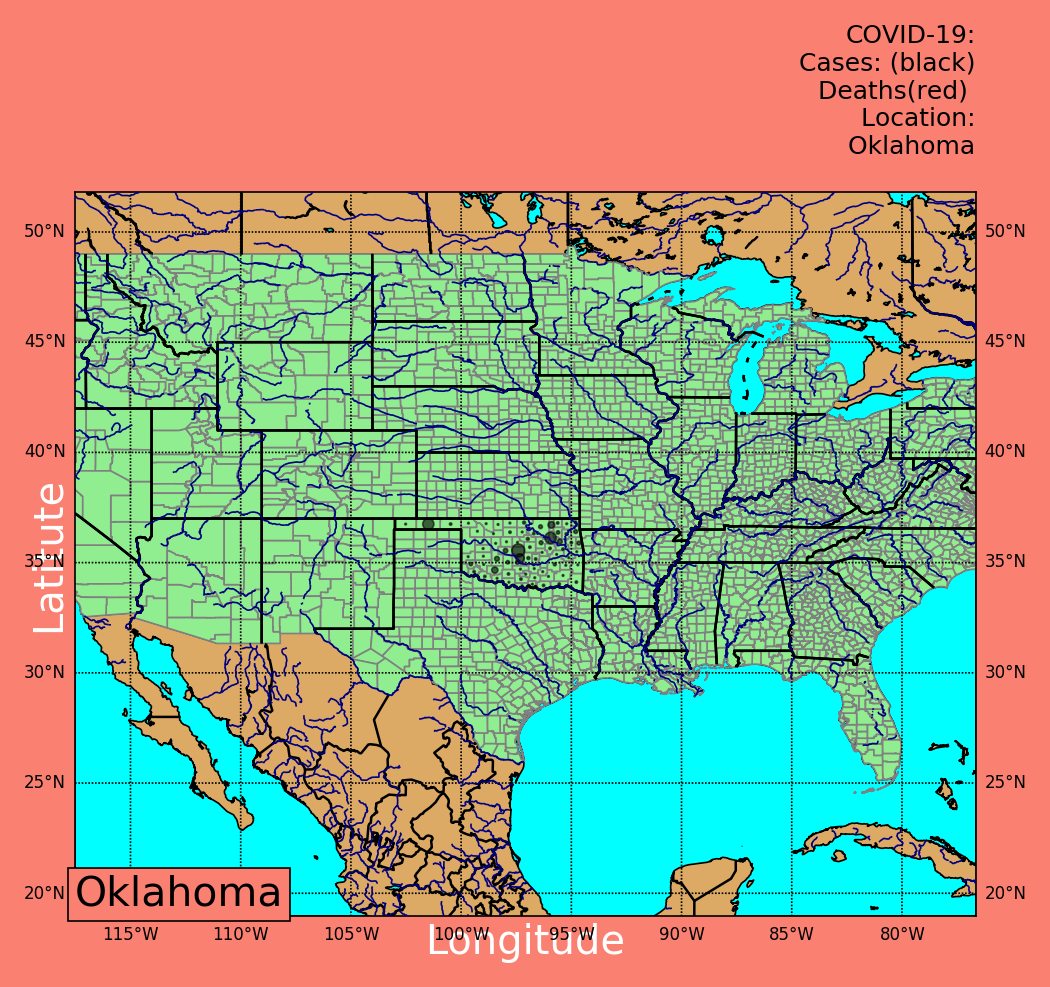 COVID-19:
Cases: (black)
Deaths(red)
Location:
Oklahoma
50°N
50°N
45°N
45°N
40°N
40°N
35°N
35°N
30°N
30°N
25°N
25°N
20°N
20°N
Latitute
Oklahoma
115°W
110°W
105°W
100°W
95°W
90°W
85°W
80°W
Longitude